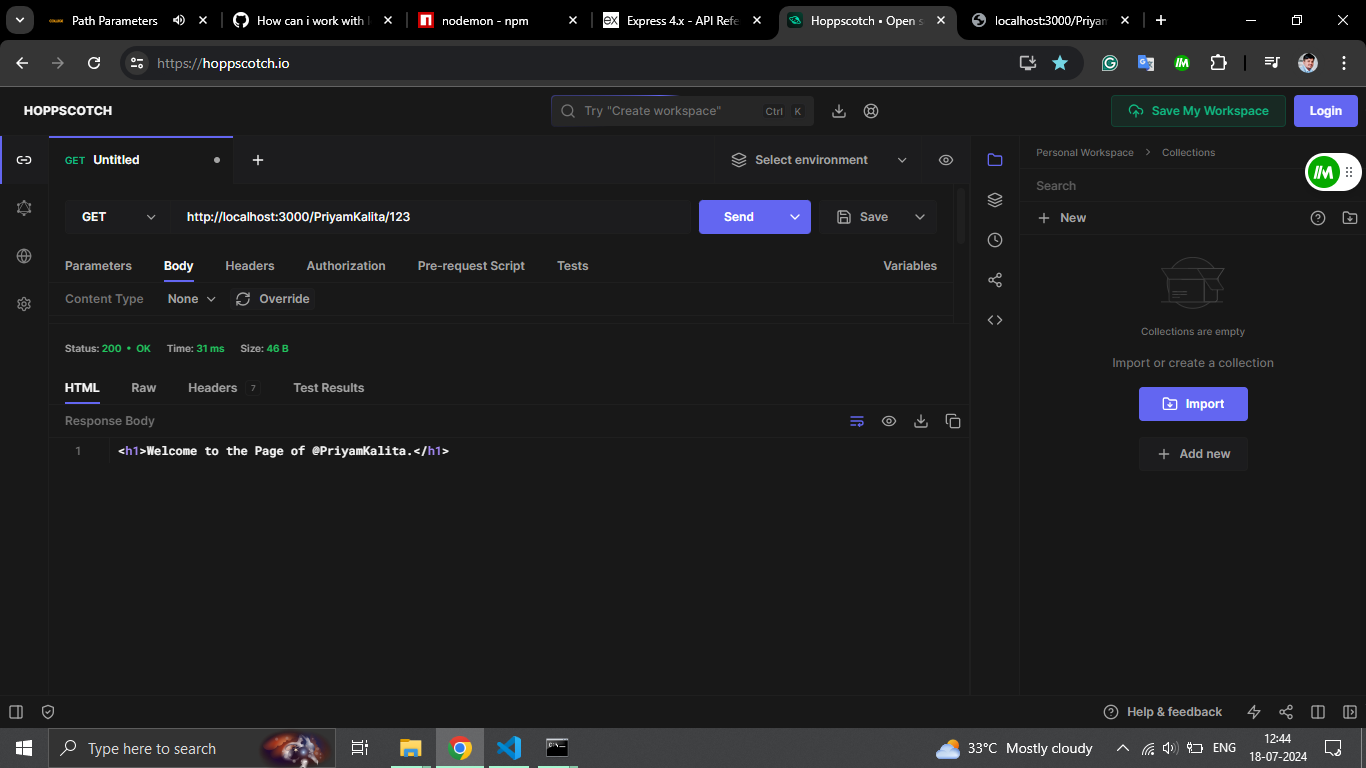 Path Parameters
How can i work with l
nodemon - npm
Express 4.x - API Refe
Hoppscotch • Open s
localhost:3000/Priyam
https://hoppscotch.io
HOPPSCOTCH
Try "Create workspace"
Ctrl K
Save My Workspace
Login
GET Untitled
Select environment
Personal Workspace > Collections
Search
GET
http://localhost:3000/PriyamKalita/123
Send
Save
New
Parameters
Body
Headers
Authorization
Pre-request Script
Tests
Variables
Content Type
None
Override
Collections are empty
Status: 200 • OK Time: 31 ms Size: 46 B
Import or create a collection
HTML
Raw
Headers 7
Test Results
Import
Response Body
1 <h1>Welcome to the Page of @PriyamKalita.</h1>
Add new
Help & feedback
Type here to search
33°C Mostly cloudy
ENG
12:44
18-07-2024